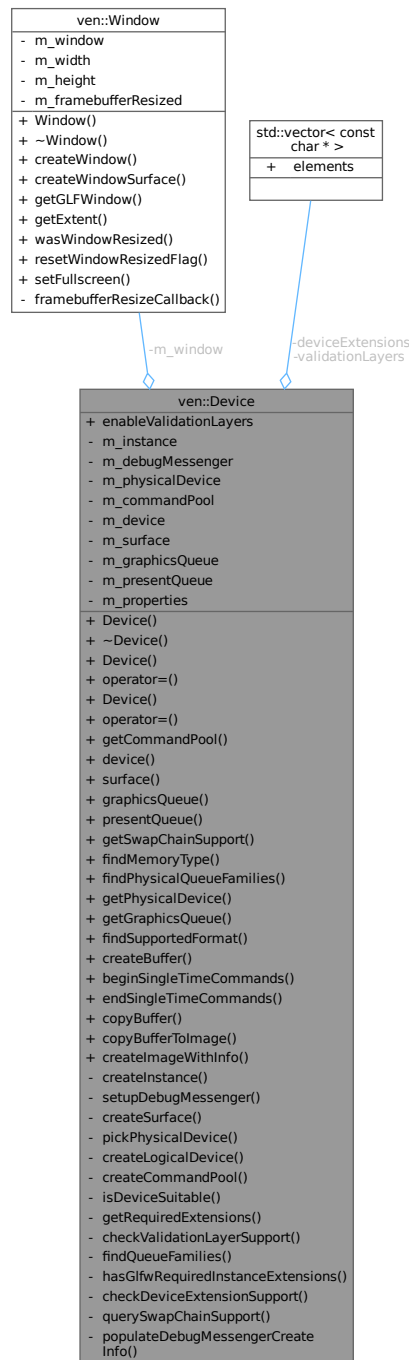 ven::Window
- m_window
- m_width
- m_height
- m_framebufferResized
+ Window()
+ ~Window()
+ createWindow()
+ createWindowSurface()
+ getGLFWindow()
+ getExtent()
+ wasWindowResized()
+ resetWindowResizedFlag()
+ setFullscreen()
- framebufferResizeCallback()
std::vector< const
char * >
+ elements
-m_window
-deviceExtensions
-validationLayers
ven::Device
+ enableValidationLayers
- m_instance
- m_debugMessenger
- m_physicalDevice
- m_commandPool
- m_device
- m_surface
- m_graphicsQueue
- m_presentQueue
- m_properties
+ Device()
+ ~Device()
+ Device()
+ operator=()
+ Device()
+ operator=()
+ getCommandPool()
+ device()
+ surface()
+ graphicsQueue()
+ presentQueue()
+ getSwapChainSupport()
+ findMemoryType()
+ findPhysicalQueueFamilies()
+ getPhysicalDevice()
+ getGraphicsQueue()
+ findSupportedFormat()
+ createBuffer()
+ beginSingleTimeCommands()
+ endSingleTimeCommands()
+ copyBuffer()
+ copyBufferToImage()
+ createImageWithInfo()
- createInstance()
- setupDebugMessenger()
- createSurface()
- pickPhysicalDevice()
- createLogicalDevice()
- createCommandPool()
- isDeviceSuitable()
- getRequiredExtensions()
- checkValidationLayerSupport()
- findQueueFamilies()
- hasGlfwRequiredInstanceExtensions()
- checkDeviceExtensionSupport()
- querySwapChainSupport()
- populateDebugMessengerCreate
Info()